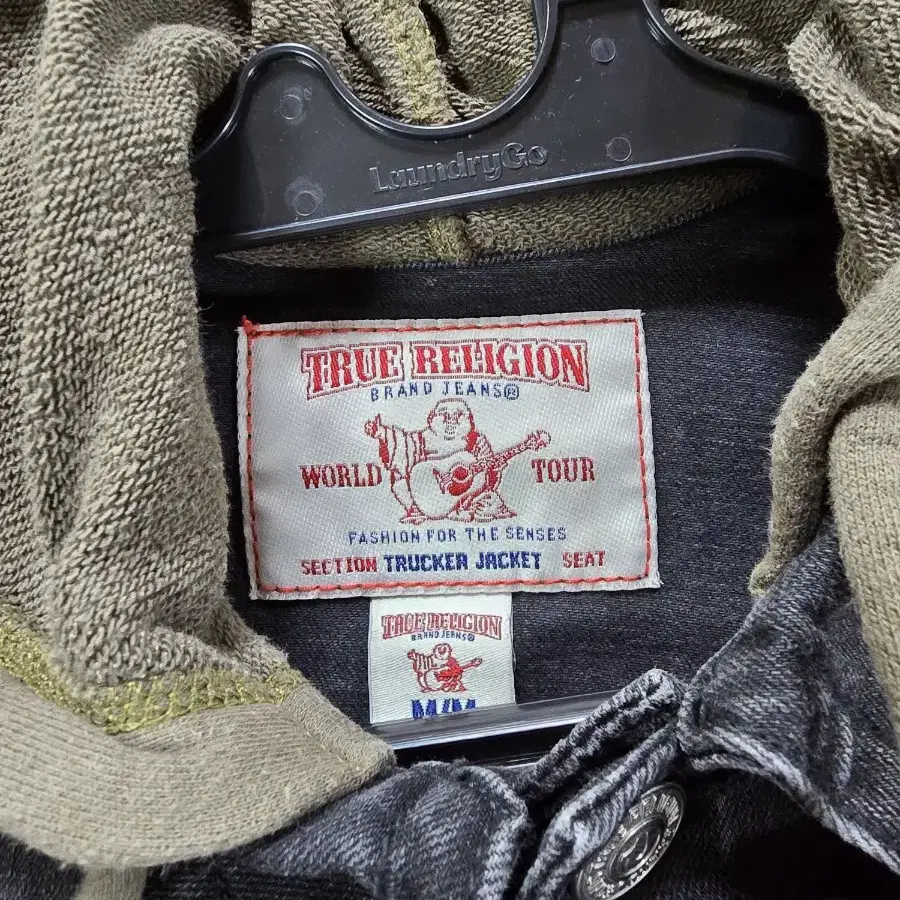 LaundryGo
TRUE RELIGION
BRAND JEANS®
WORLD TOUR
FASHION FOR THE SENSES
SECTION TRUCKER JACKET SEAT
TRUE RELIGION
BRAND JEANS®
M/M